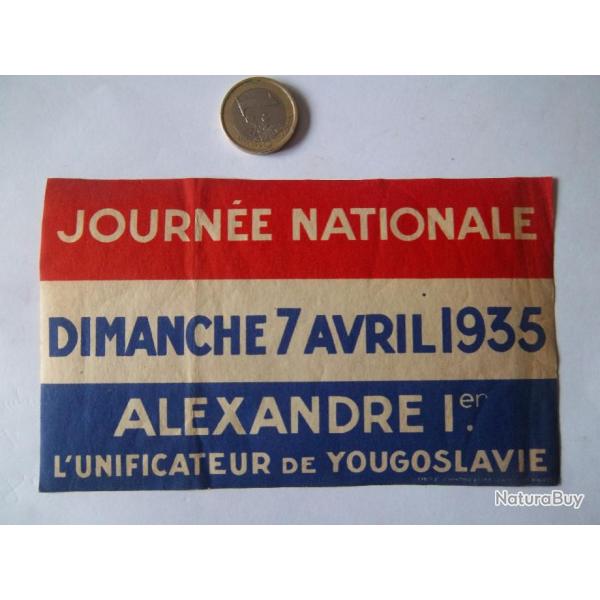 JOURNÉE NATIONALE
DIMANCHE 7 AVRIL 1935
ALEXANDRE Ier.
L'UNIFICATEUR DE YOUGOSLAVIE
NaturaBuy